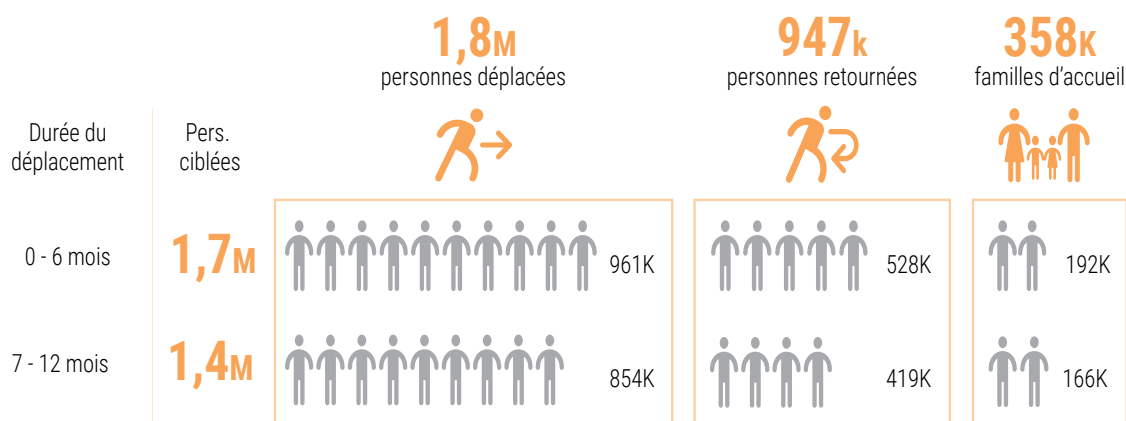 1,8M
personnes déplacées
947k
personnes retournées
358K
familles d'accueil
Durée du
déplacement
Pers.
ciblées
0 - 6 mois
1,7M
961K
528K
192K
7 - 12 mois
1,4M
854K
419K
166K